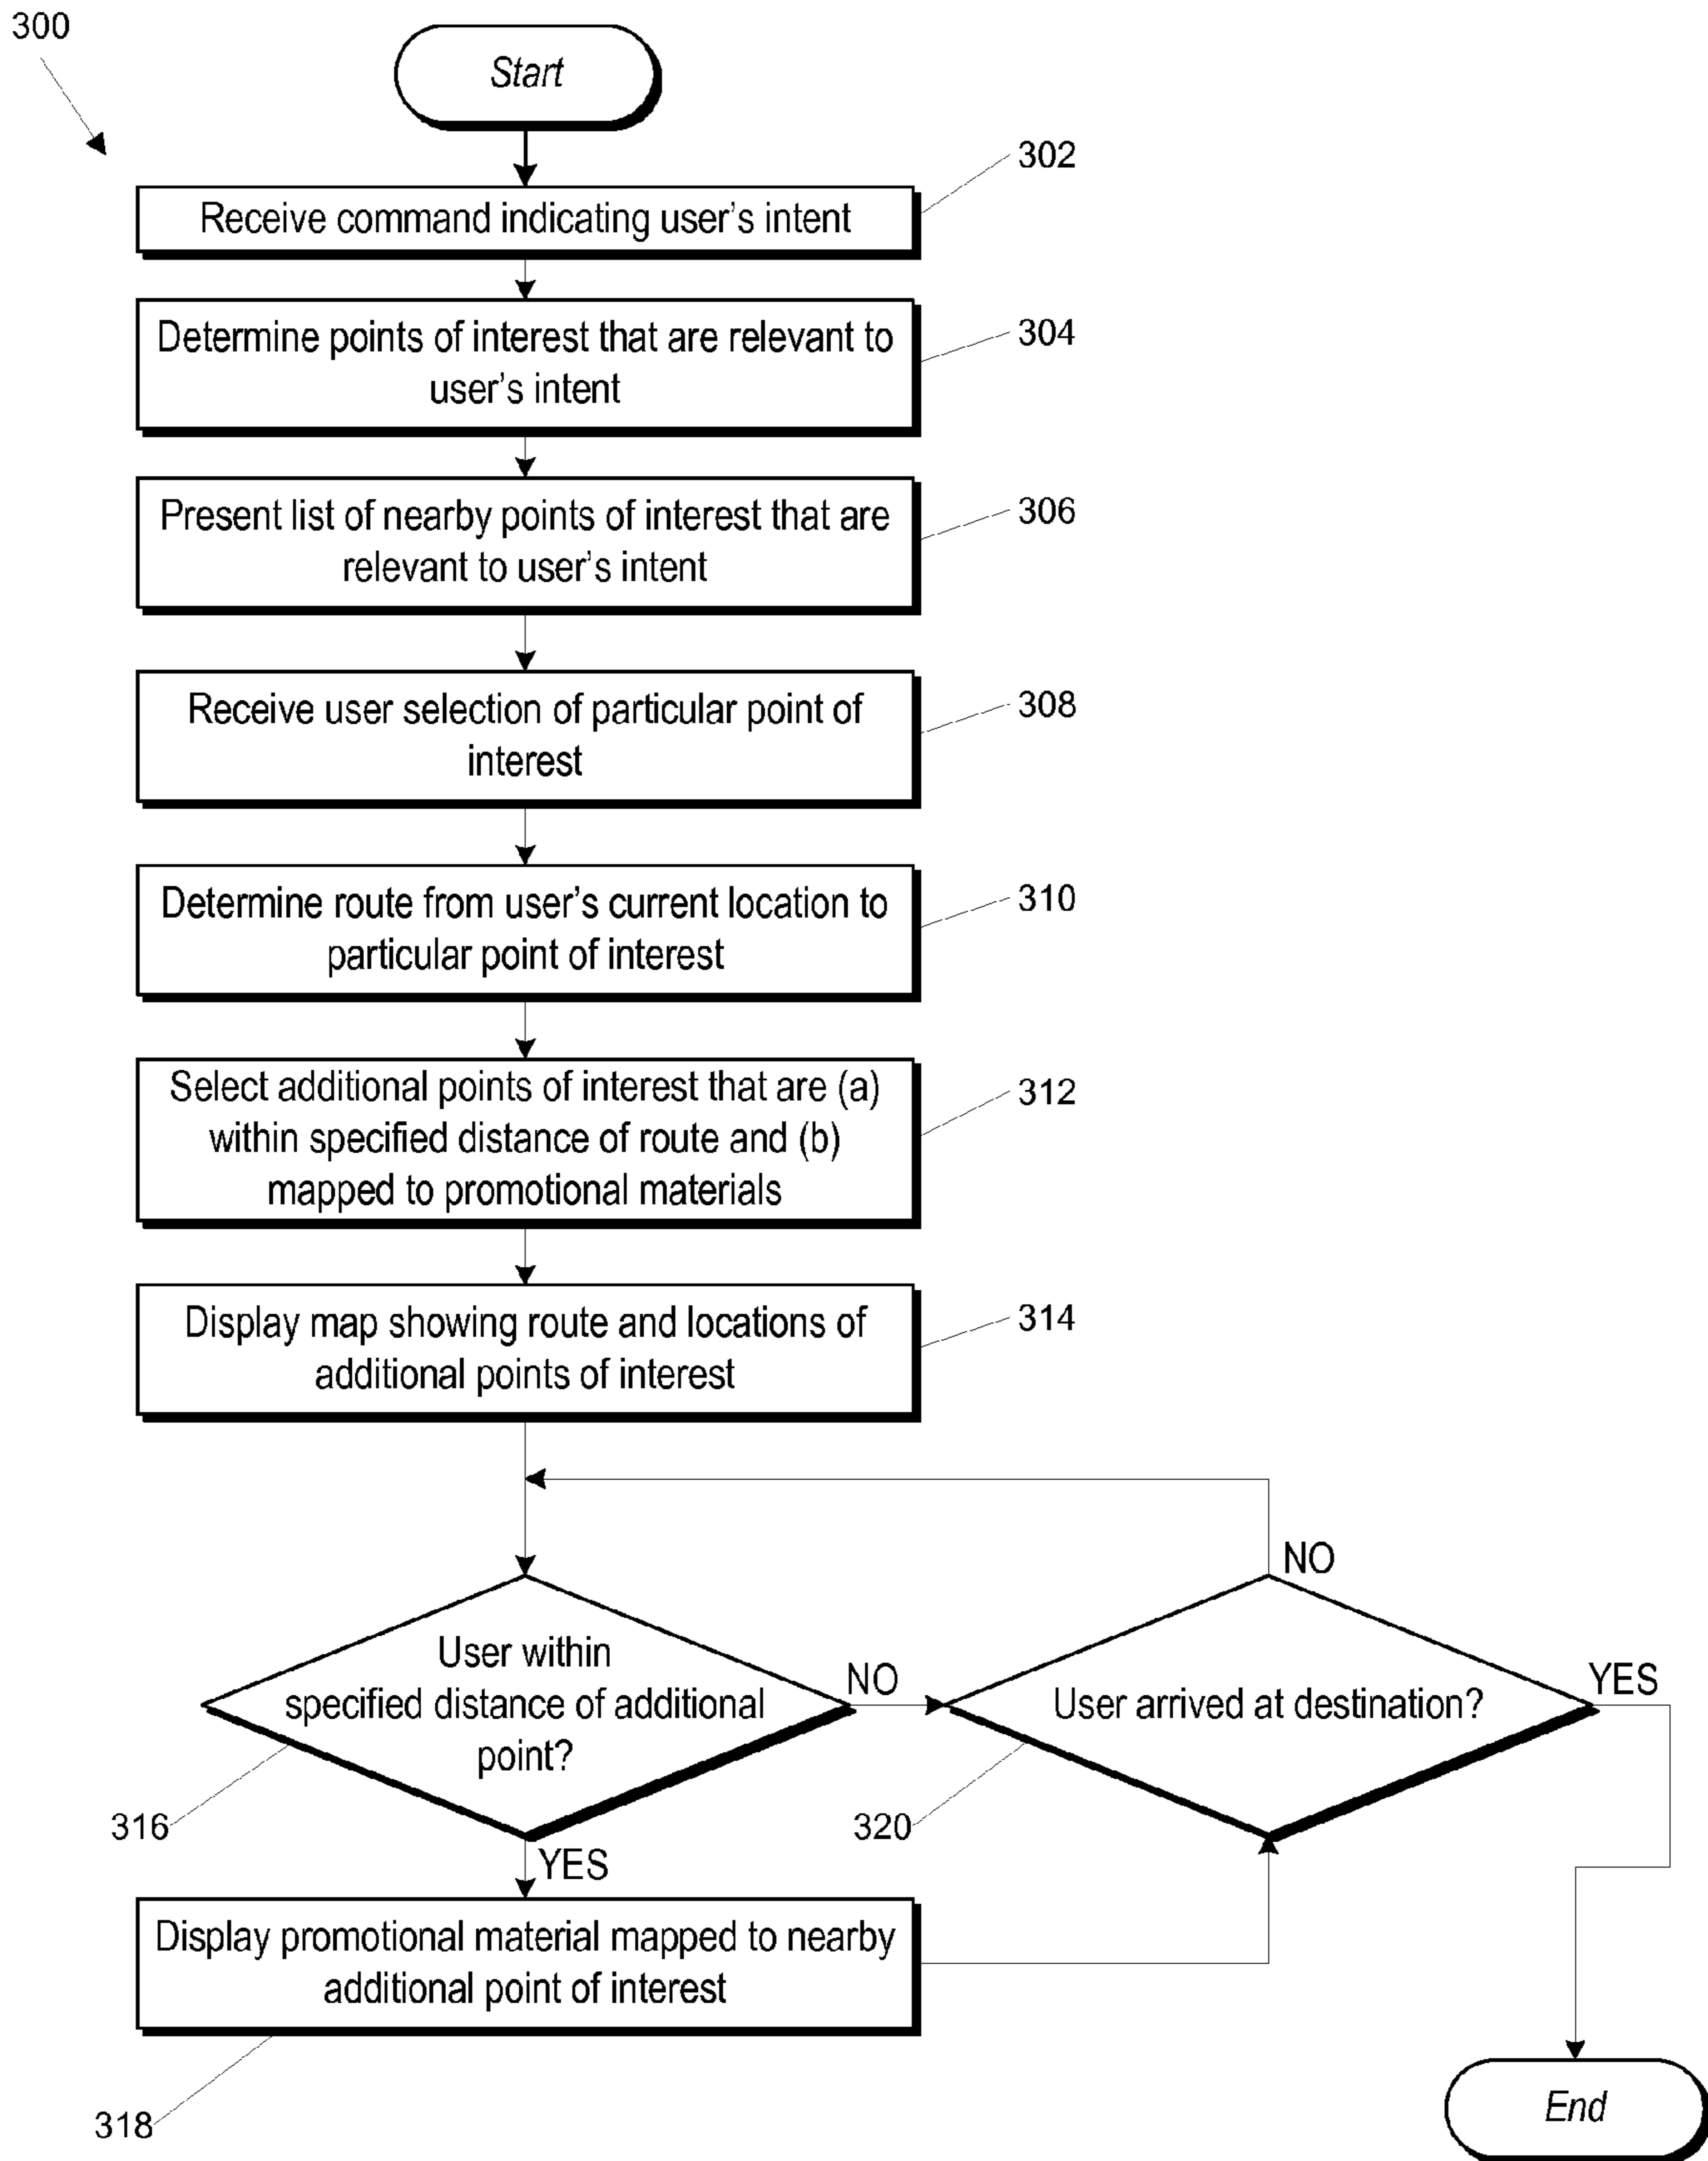 300
Start
302
Receive command indicating user's intent
304
Determine points of interest that are relevant to
user's intent
306
Present list of nearby points of interest that are
relevant to user's intent
308
Receive user selection of particular point of
interest
310
Determine route from user's current location to
particular point of interest
312
Select additional points of interest that are (a)
within specified distance of route and (b)
mapped to promotional materials
314
Display map showing route and locations of
additional points of interest
User within
specified distance of additional
point?
316
NO
YES
User arrived at destination?
320
NO
YES
Display promotional material mapped to nearby
additional point of interest
318
End